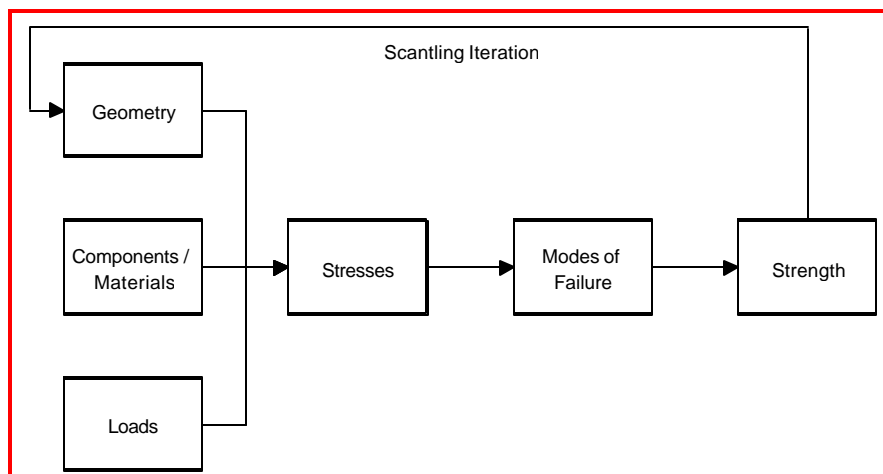 Scantling Iteration
Geometry
Components /
Materials
Stresses
Modes of
Failure
Strength
Loads